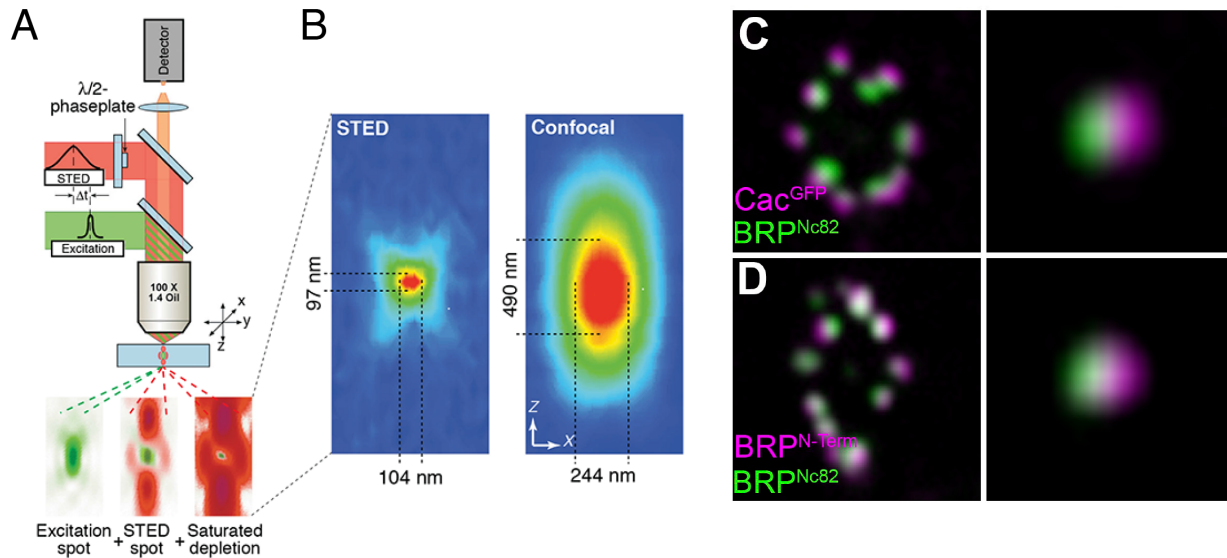 A
Detector
λ/2-
phaseplate
STED
Δt
Excitation
100 X
1.4 Oil
x
y
z
Excitation
spot
+
STED
spot
+
Saturated
depletion
B
STED
97 nm
104 nm
Confocal
490 nm
Z
X
244 nm
C
Cac^GFP
BRP^Nc82
D
BRP^N-Term
BRP^Nc82